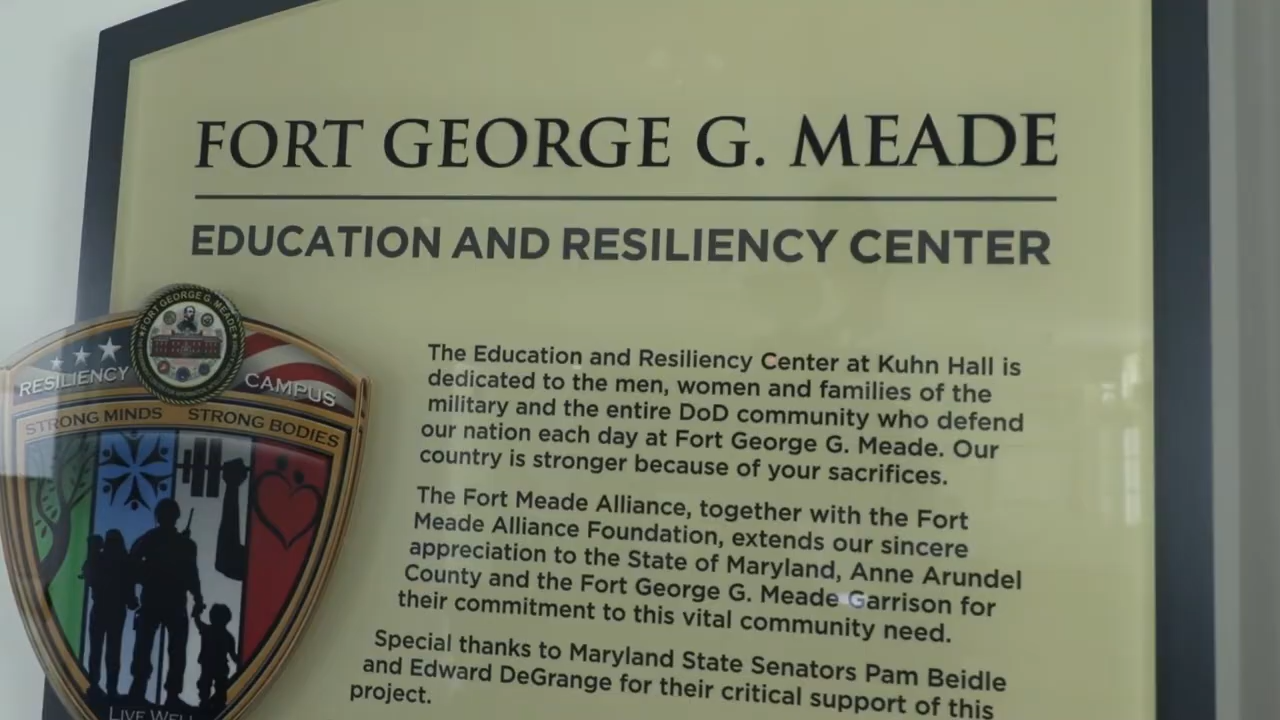 FORT GEORGE G. MEADE
EDUCATION AND RESILIENCY CENTER
FORT GEORGE G. MEADE
RESILIENCY CAMPUS
STRONG MINDS STRONG BODIES
LIVE WELL
The Education and Resiliency Center at Kuhn Hall is
dedicated to the men, women and families of the
military and the entire DoD community who defend
our nation each day at Fort George G. Meade. Our
country is stronger because of your sacrifices.
The Fort Meade Alliance, together with the Fort
Meade Alliance Foundation, extends our sincere
appreciation to the State of Maryland, Anne Arundel
County and the Fort George G. Meade Garrison for
their commitment to this vital community need.
Special thanks to Maryland State Senators Pam Beidle
and Edward DeGrange for their critical support of this
project.